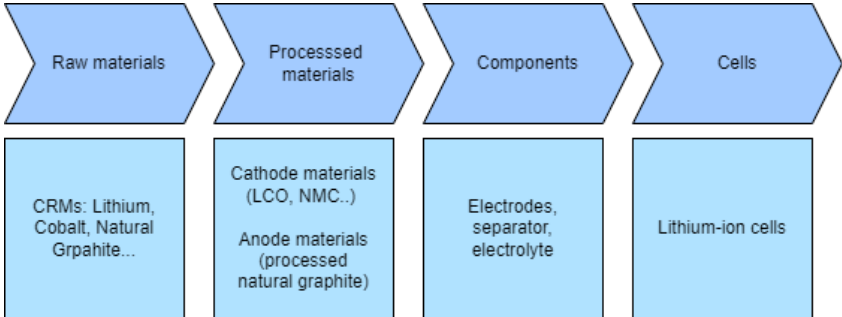 Raw materials
Processsed
materials
Components
Cells
CRMs: Lithium,
Cobalt, Natural
Grpahite...
Cathode materials
(LCO, NMC..)
Anode materials
(processed
natural graphite)
Electrodes,
separator,
electrolyte
Lithium-ion cells